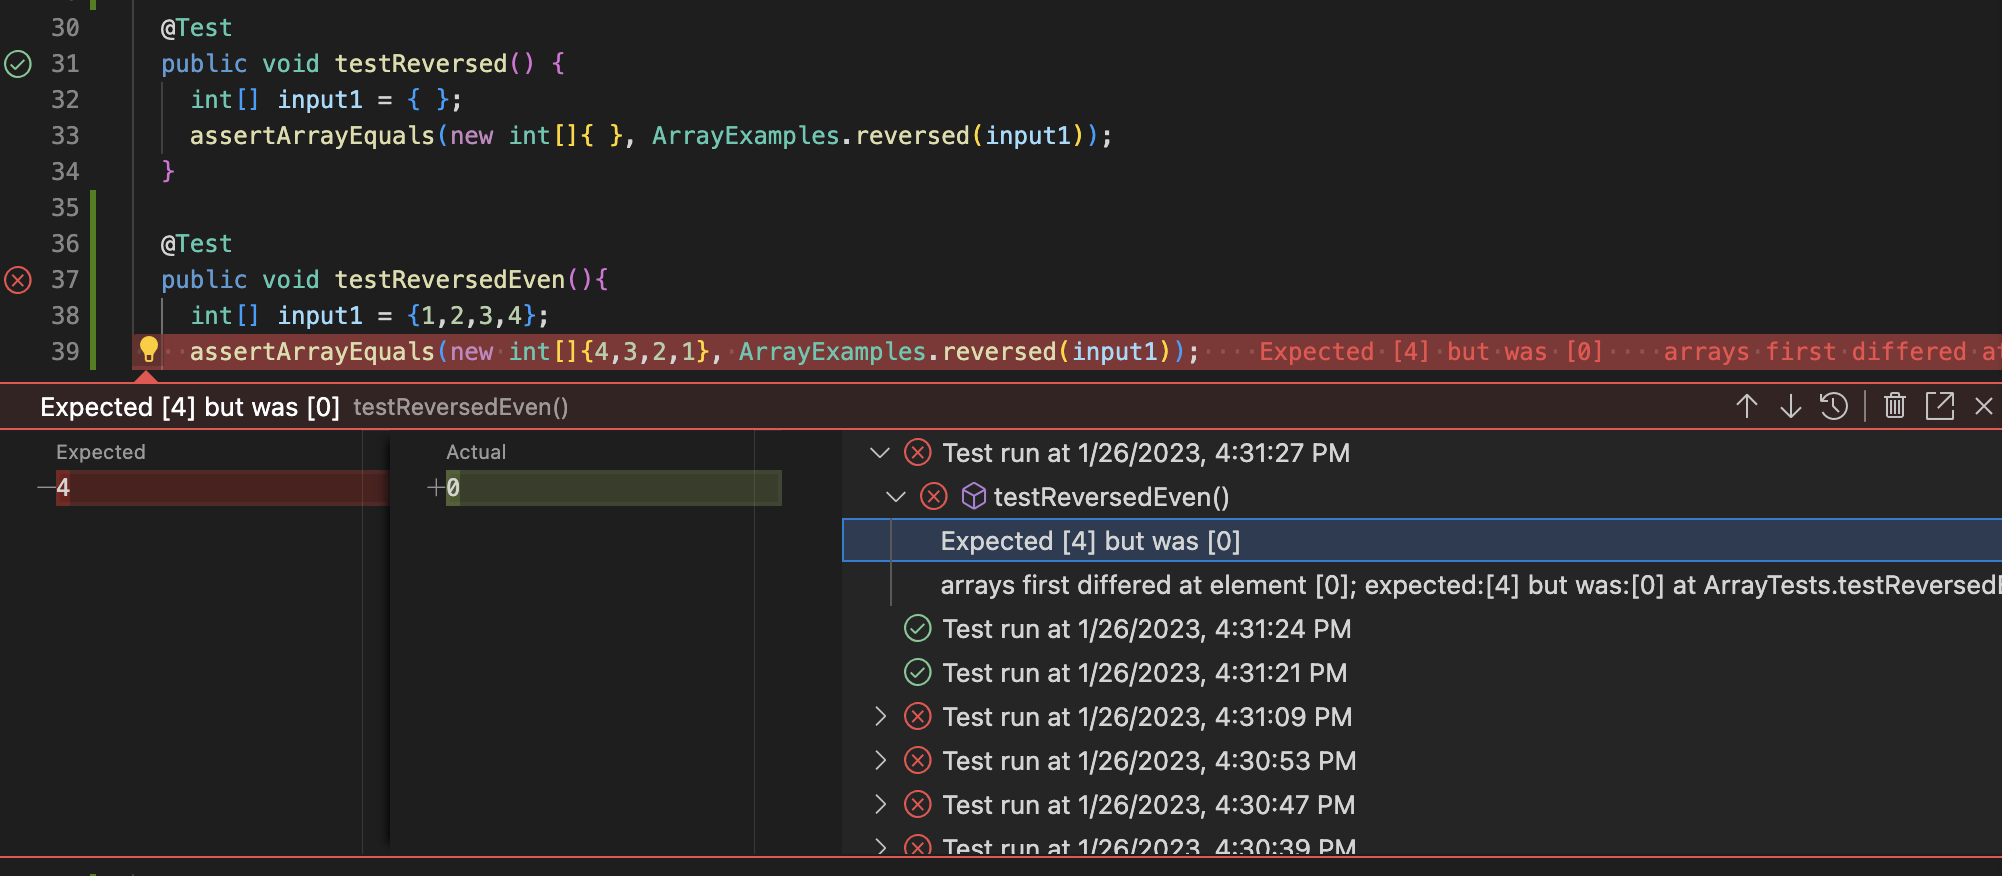 30 @Test
31 public void testReversed() {
32 int[] input1 = { };
33 assertArrayEquals(new int[]{ }, ArrayExamples.reversed(input1));
34 }
35
36 @Test
37 public void testReversedEven(){
38 int[] input1 = {1,2,3,4};
39 assertArrayEquals(new int[]{4,3,2,1}, ArrayExamples.reversed(input1)); Expected [4] but was [0] arrays first differed at
Expected [4] but was [0] testReversedEven()
Expected
—4
Actual
+0
Test run at 1/26/2023, 4:31:27 PM
testReversedEven()
Expected [4] but was [0]
arrays first differed at element [0]; expected:[4] but was:[0] at ArrayTests.testReversedE
Test run at 1/26/2023, 4:31:24 PM
Test run at 1/26/2023, 4:31:21 PM
Test run at 1/26/2023, 4:31:09 PM
Test run at 1/26/2023, 4:30:53 PM
Test run at 1/26/2023, 4:30:47 PM
Test run at 1/26/2023, 4:30:39 PM